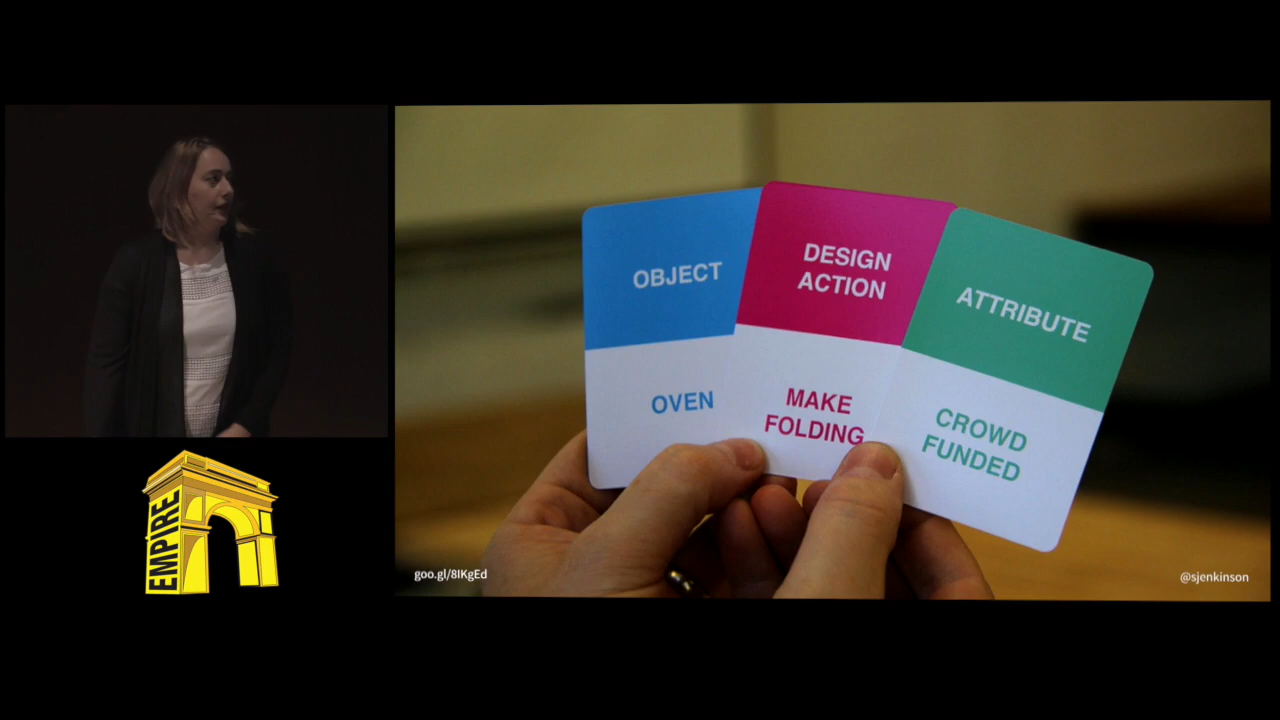 OBJECT
OVEN
DESIGN
ACTION
MAKE
FOLDING
ATTRIBUTE
CROWD
FUNDED
goo.gl/8IKgEd
@sjenkinson
EMPIRE